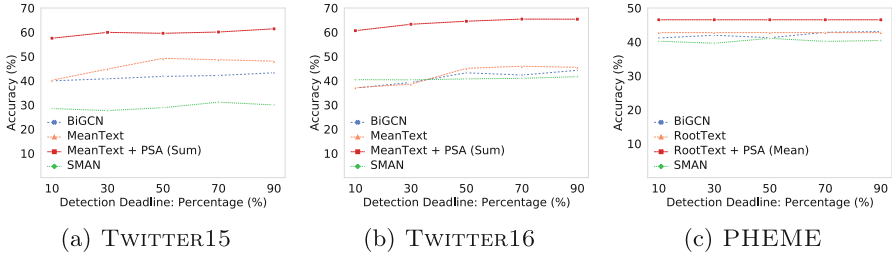 70
60
50
40
30
20
10
Accuracy (%)
BiGCN
MeanText
MeanText + PSA (Sum)
SMAN
10 30 50 70 90
Detection Deadline: Percentage (%)
(a) TWITTER15
70
60
50
40
30
20
10
Accuracy (%)
BiGCN
MeanText
MeanText + PSA (Sum)
SMAN
10 30 50 70 90
Detection Deadline: Percentage (%)
(b) TWITTER16
50
40
30
20
10
Accuracy (%)
BiGCN
RootText
RootText + PSA (Mean)
SMAN
10 30 50 70 90
Detection Deadline: Percentage (%)
(c) PHEME